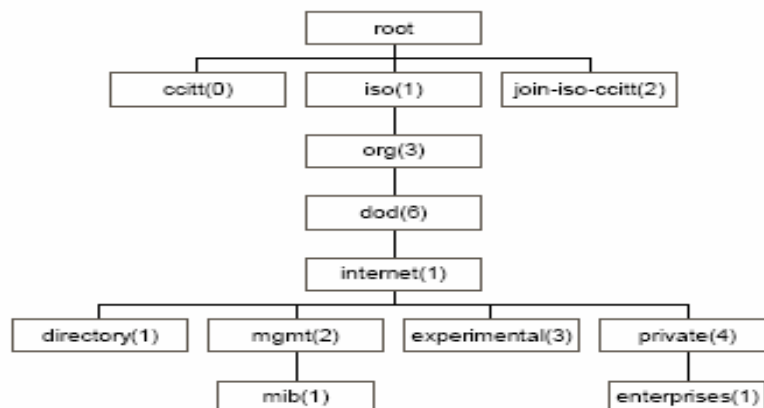 root
ccitt(0)
iso(1)
join-iso-ccitt(2)
org(3)
dod(6)
internet(1)
directory(1)
mgmt(2)
experimental(3)
private(4)
mib(1)
enterprises(1)